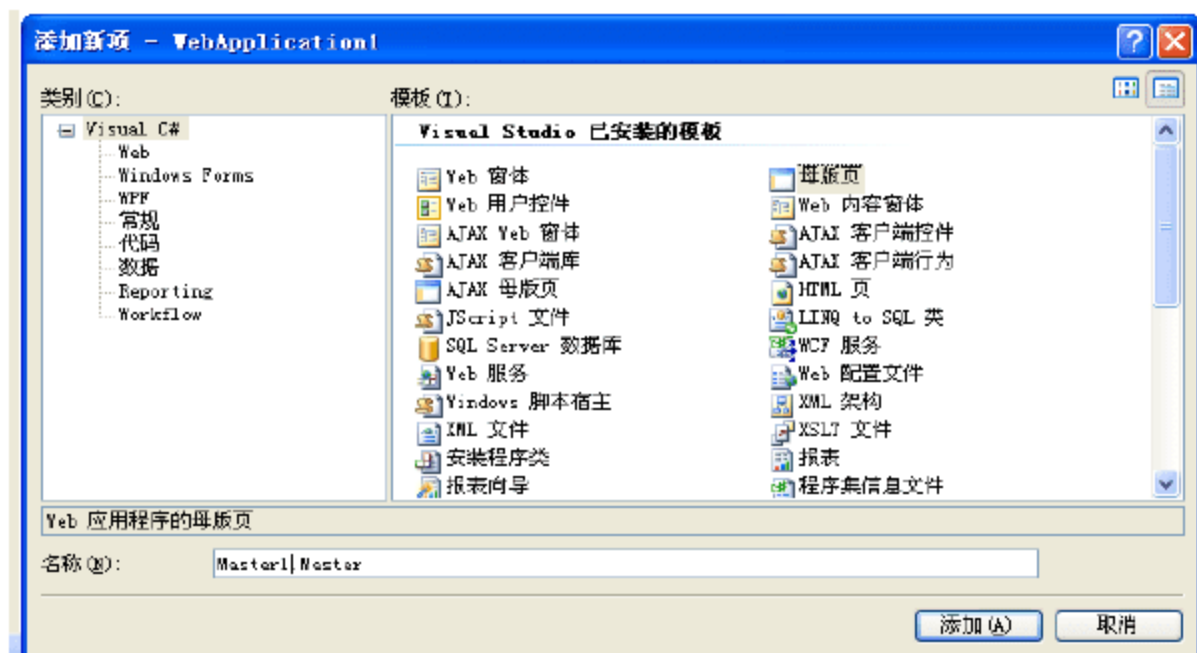 添加新项 - WebApplication1
类别(C):
模板(T):
Visual C#
Web
Windows Forms
WPF
常规
代码
数据
Reporting
Workflow
Visual Studio 已安装的模板
Web 窗体
母版页
Web 用户控件
Web 内容窗体
AJAX Web 窗体
AJAX 客户端控件
AJAX 客户端库
AJAX 客户端行为
AJAX 母版页
HTML 页
JScript 文件
LINQ to SQL 类
SQL Server 数据库
WCF 服务
Web 服务
Web 配置文件
Windows 脚本宿主
XML 架构
XML 文件
XSLT 文件
安装程序类
报表
报表向导
程序集信息文件
Web 应用程序的母版页
名称(N):
Master1.Master
添加(A)
取消